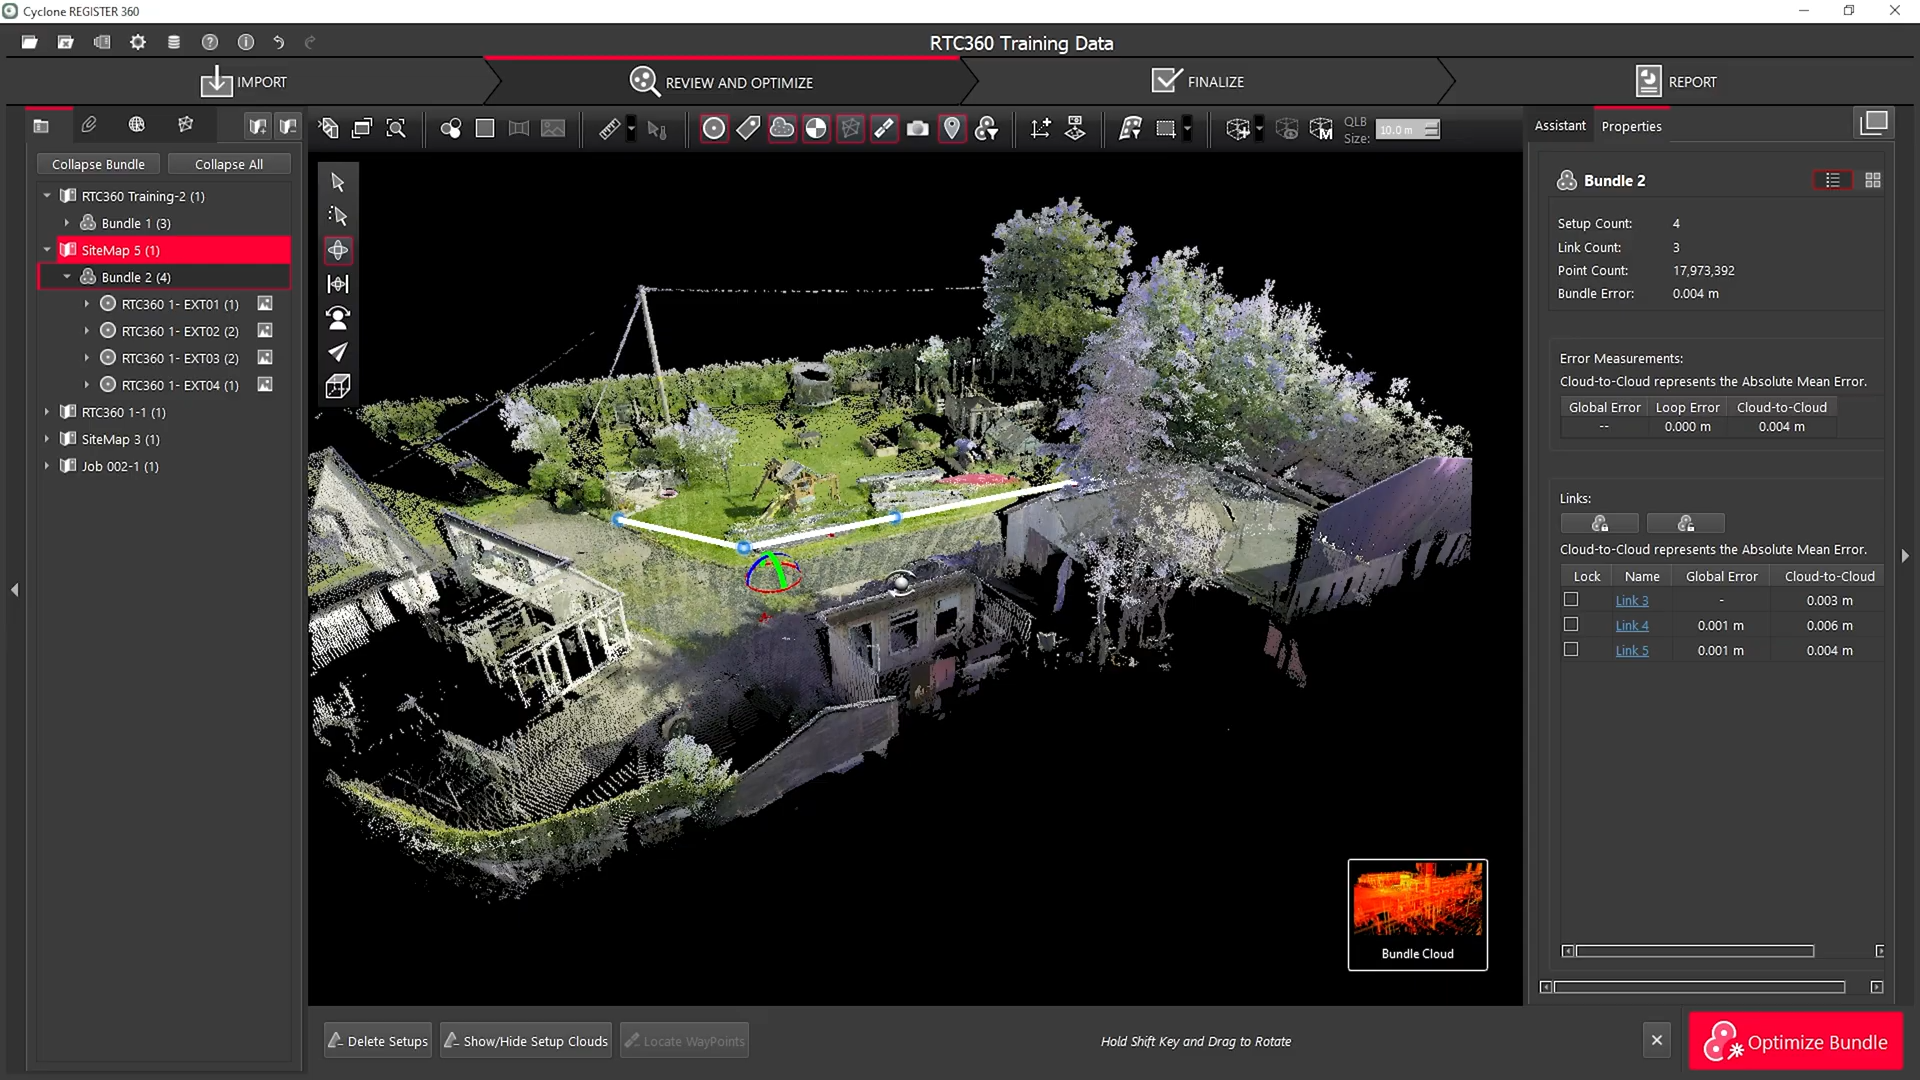 Cyclone REGISTER 360
RTC360 Training Data
IMPORT
REVIEW AND OPTIMIZE
FINALIZE
REPORT
QLB
Size:
10.0 m
Assistant
Properties
Collapse Bundle
Collapse All
RTC360 Training-2 (1)
Bundle 1 (3)
SiteMap 5 (1)
Bundle 2 (4)
RTC360 1- EXT01 (1)
RTC360 1- EXT02 (2)
RTC360 1- EXT03 (2)
RTC360 1- EXT04 (1)
RTC360 1-1 (1)
SiteMap 3 (1)
Job 002-1 (1)
Bundle 2
Setup Count: 4
Link Count: 3
Point Count: 17,973,392
Bundle Error: 0.004 m
Error Measurements:
Cloud-to-Cloud represents the Absolute Mean Error.
Global Error Loop Error Cloud-to-Cloud
-- 0.000 m 0.004 m
Links:
Cloud-to-Cloud represents the Absolute Mean Error.
Lock Name Global Error Cloud-to-Cloud
Link 3 - 0.003 m
Link 4 0.001 m 0.006 m
Link 5 0.001 m 0.004 m
Bundle Cloud
Delete Setups
Show/Hide Setup Clouds
Locate WayPoints
Hold Shift Key and Drag to Rotate
Optimize Bundle